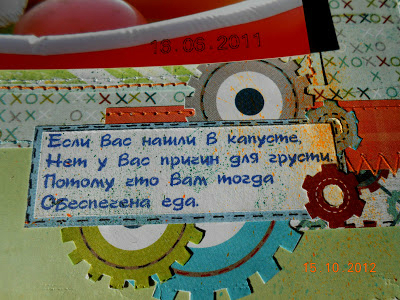 13.03.2011
Если Вас нашли в капусте,
Нет у Вас причин для грусти.
Потому что Вам тогда
Обеспечена еда.
15.10.2012